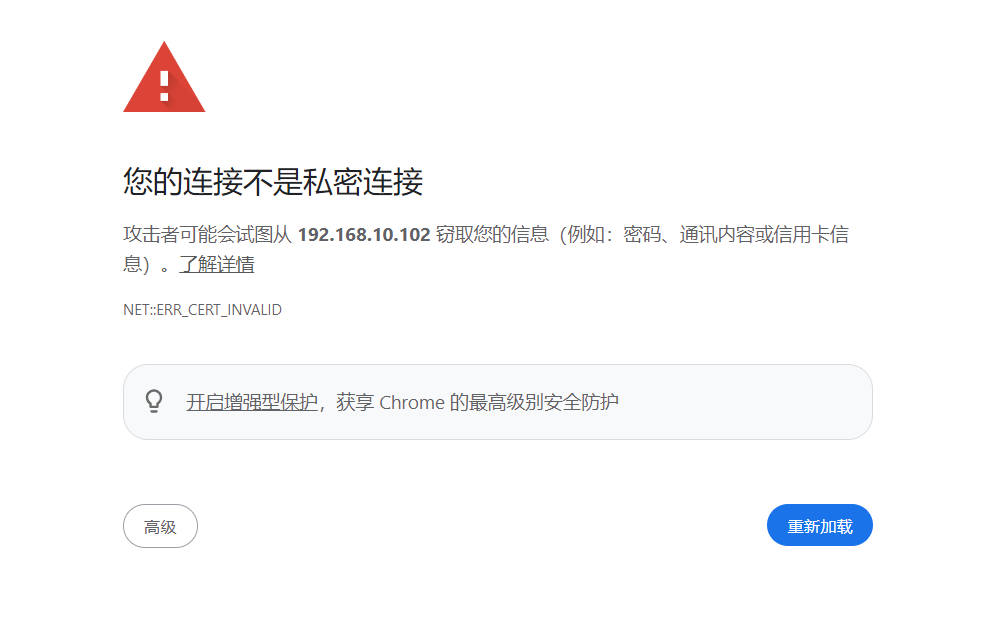 您的连接不是私密连接
攻击者可能会试图从 192.168.10.102 窃取您的信息（例如：密码、通讯内容或信用卡信
息）。了解详情
NET::ERR_CERT_INVALID
开启增强型保护，获享 Chrome 的最高级别安全防护
高级
重新加载